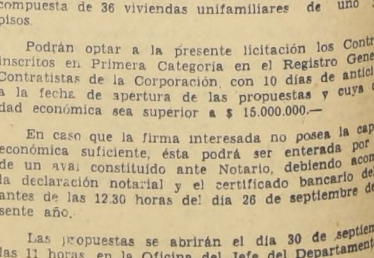 compuesta de 36 viviendas unifamiliares de uno
pisos.
Podrán optar a la presente licitación los Contr
inscritos en Primera Categoría en el Registro Gene
Contratistas de la Corporación, con 10 días de antici
a la fecha de apertura de las propuestas y cuya
dad económica sea superior a $ 15.000.000.—
En caso que la firma interesada no posea la cap
económica suficiente, ésta podrá ser enterada por
de un aval constituído ante Notario, debiendo acom
la declaración notarial y el certificado bancario de
antes de las 12.30 horas del día 26 de septiembre de
sente año.
Las propuestas se abrirán el día 30 de septiem
las 11 horas en la Oficina del Jefe del Departament